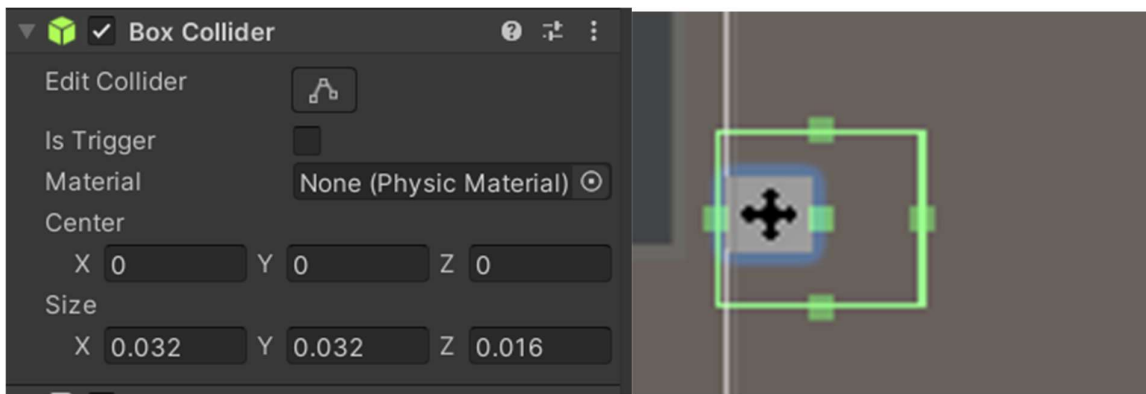 Box Collider
Edit Collider
Is Trigger
Material None (Physic Material)
Center
X 0 Y 0 Z 0
Size
X 0.032 Y 0.032 Z 0.016